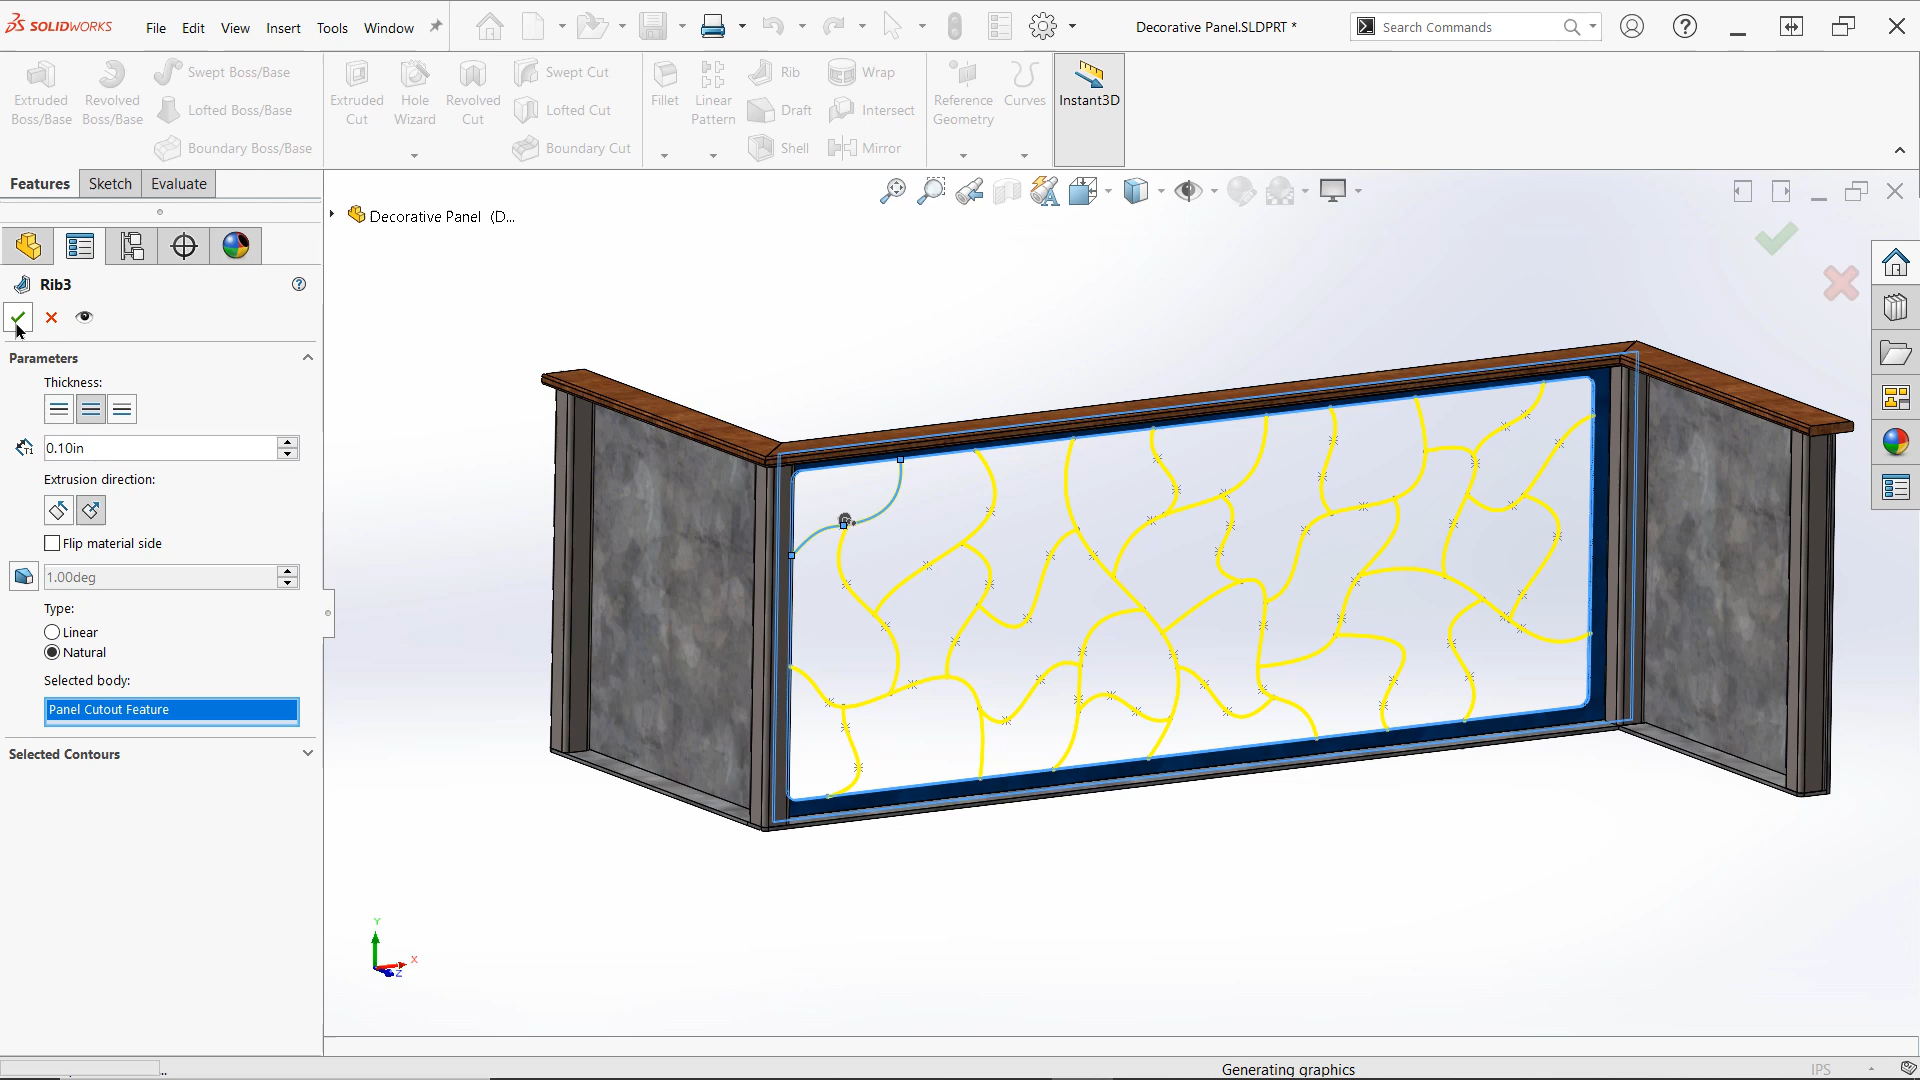 SOLIDWORKS
File
Edit
View
Insert
Tools
Window
Decorative Panel.SLDPRT *
Search Commands
Extruded
Boss/Base
Revolved
Boss/Base
Swept Boss/Base
Lofted Boss/Base
Boundary Boss/Base
Extruded
Cut
Hole
Wizard
Revolved
Cut
Swept Cut
Lofted Cut
Boundary Cut
Fillet
Linear
Pattern
Rib
Draft
Shell
Wrap
Intersect
Mirror
Reference
Geometry
Curves
Instant3D
Features
Sketch
Evaluate
Decorative Panel (D...
Rib3
Parameters
Thickness:
0.10in
Extrusion direction:
Flip material side
1.00deg
Type:
Linear
Natural
Selected body:
Panel Cutout Feature
Selected Contours
Y
X
Z
..
Generating graphics
IPS